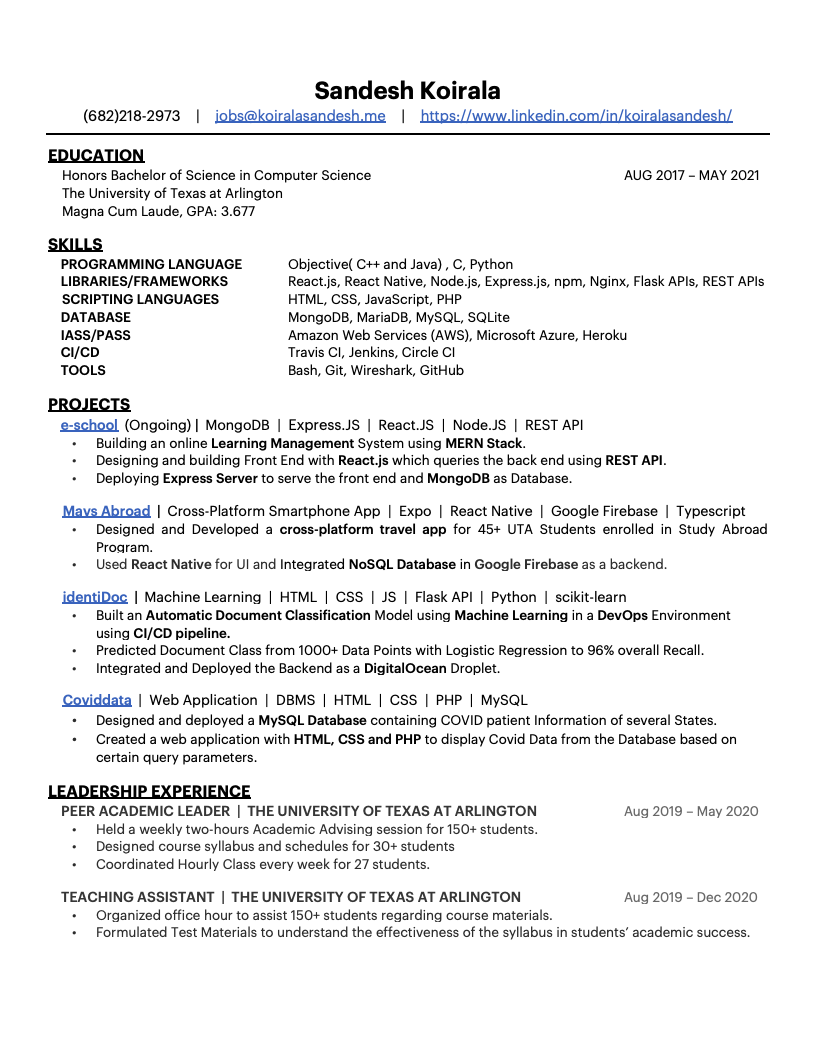 Sandesh Koirala
(682)218-2973 | jobs@koiralasandesh.me | https://www.linkedin.com/in/koiralasandesh/
EDUCATION
Honors Bachelor of Science in Computer Science AUG 2017 – MAY 2021
The University of Texas at Arlington
Magna Cum Laude, GPA: 3.677
SKILLS
PROGRAMMING LANGUAGE Objective( C++ and Java) , C, Python
LIBRARIES/FRAMEWORKS React.js, React Native, Node.js, Express.js, npm, Nginx, Flask APIs, REST APIs
SCRIPTING LANGUAGES HTML, CSS, JavaScript, PHP
DATABASE MongoDB, MariaDB, MySQL, SQLite
IASS/PASS Amazon Web Services (AWS), Microsoft Azure, Heroku
CI/CD Travis CI, Jenkins, Circle CI
TOOLS Bash, Git, Wireshark, GitHub
PROJECTS
e-school (Ongoing) | MongoDB | Express.JS | React.JS | Node.JS | REST API
• Building an online Learning Management System using MERN Stack.
• Designing and building Front End with React.js which queries the back end using REST API.
• Deploying Express Server to serve the front end and MongoDB as Database.
Mavs Abroad | Cross-Platform Smartphone App | Expo | React Native | Google Firebase | Typescript
• Designed and Developed a cross-platform travel app for 45+ UTA Students enrolled in Study Abroad
Program.
• Used React Native for UI and Integrated NoSQL Database in Google Firebase as a backend.
identiDoc | Machine Learning | HTML | CSS | JS | Flask API | Python | scikit-learn
• Built an Automatic Document Classification Model using Machine Learning in a DevOps Environment
using CI/CD pipeline.
• Predicted Document Class from 1000+ Data Points with Logistic Regression to 96% overall Recall.
• Integrated and Deployed the Backend as a DigitalOcean Droplet.
Coviddata | Web Application | DBMS | HTML | CSS | PHP | MySQL
• Designed and deployed a MySQL Database containing COVID patient Information of several States.
• Created a web application with HTML, CSS and PHP to display Covid Data from the Database based on
certain query parameters.
LEADERSHIP EXPERIENCE
PEER ACADEMIC LEADER | THE UNIVERSITY OF TEXAS AT ARLINGTON Aug 2019 – May 2020
• Held a weekly two-hours Academic Advising session for 150+ students.
• Designed course syllabus and schedules for 30+ students
• Coordinated Hourly Class every week for 27 students.
TEACHING ASSISTANT | THE UNIVERSITY OF TEXAS AT ARLINGTON Aug 2019 – Dec 2020
• Organized office hour to assist 150+ students regarding course materials.
• Formulated Test Materials to understand the effectiveness of the syllabus in students’ academic success.